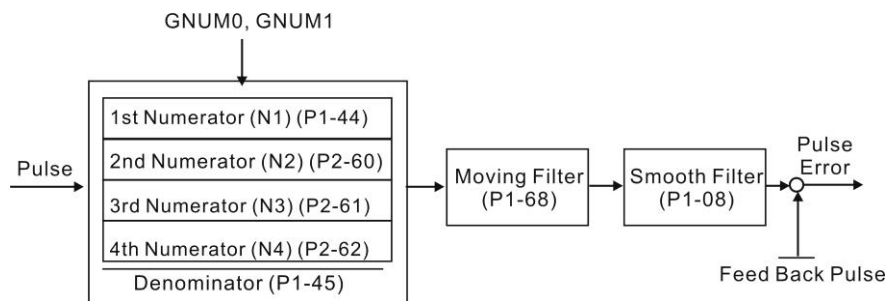 GNUM0, GNUM1
Pulse
1st Numerator (N1) (P1-44)
2nd Numerator (N2) (P2-60)
3rd Numerator (N3) (P2-61)
4th Numerator (N4) (P2-62)
Denominator (P1-45)
Moving Filter
(P1-68)
Smooth Filter
(P1-08)
Pulse
Error
Feed Back Pulse